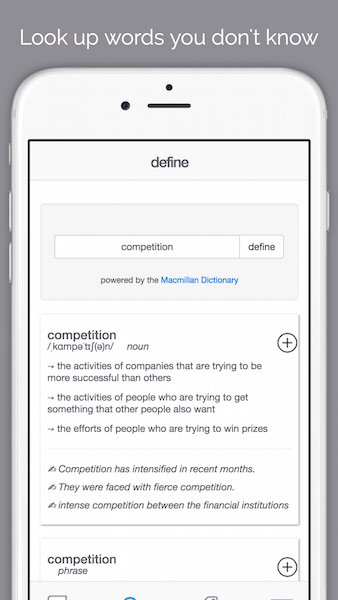 Look up words you don't know
define
competition define
powered by the Macmillan Dictionary
competition
/ˌkɑmpəˈtɪʃ(ə)n/ noun
→ the activities of companies that are trying to be
more successful than others
→ the activities of people who are trying to get
something that other people also want
→ the efforts of people who are trying to win prizes
✍ Competition has intensified in recent months.
✍ They were faced with fierce competition.
✍ intense competition between the financial institutions
competition
phrase